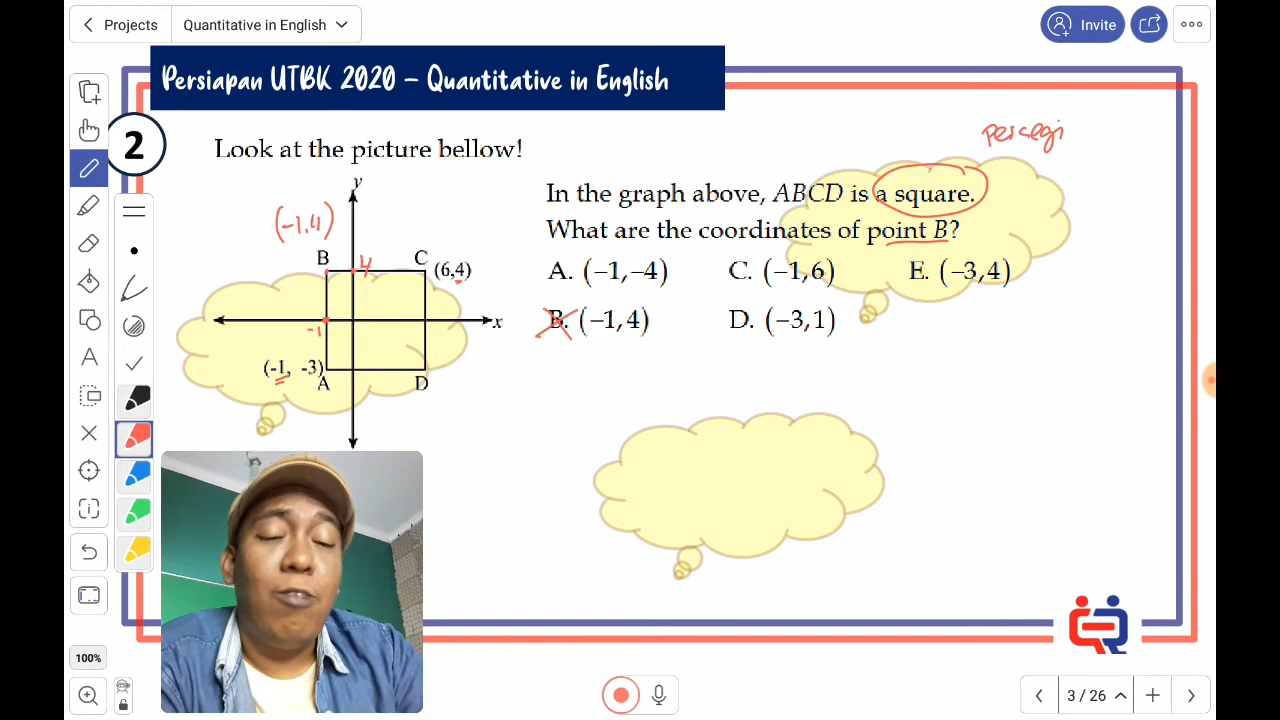 Projects
Quantitative in English
Invite
Persiapan UTBK 2020 – Quantitative in English
2
Look at the picture bellow!
percegi
In the graph above, ABCD is a square.
What are the coordinates of point B?
A. (−1,−4)
C. (−1,6)
E. (−3,4)
B. (−1,4)
D. (−3,1)
y
(-1,4)
B
4
C
(6,4)
x
-1
(-1, -3)
A
D
100%
3 / 26